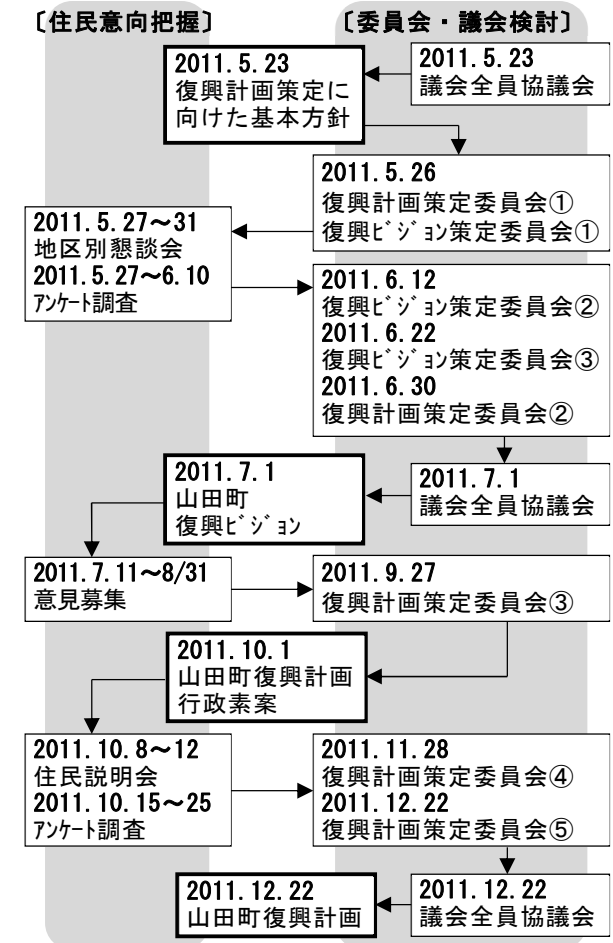 〔住民意向把握〕
〔委員会・議会検討〕
2011.5.23
議会全員協議会
2011.5.23
復興計画策定に
向けた基本方針
2011.5.26
復興計画策定委員会①
復興ﾋﾞｼﾞｮﾝ策定委員会①
2011.5.27～31
地区別懇談会
2011.5.27～6.10
ｱﾝｹｰﾄ調査
2011.6.12
復興ﾋﾞｼﾞｮﾝ策定委員会②
2011.6.22
復興ﾋﾞｼﾞｮﾝ策定委員会③
2011.6.30
復興計画策定委員会②
2011.7.1
議会全員協議会
2011.7.1
山田町
復興ﾋﾞｼﾞｮﾝ
2011.7.11～8/31
意見募集
2011.9.27
復興計画策定委員会③
2011.10.1
山田町復興計画
行政素案
2011.10.8～12
住民説明会
2011.10.15～25
ｱﾝｹｰﾄ調査
2011.11.28
復興計画策定委員会④
2011.12.22
復興計画策定委員会⑤
2011.12.22
議会全員協議会
2011.12.22
山田町復興計画